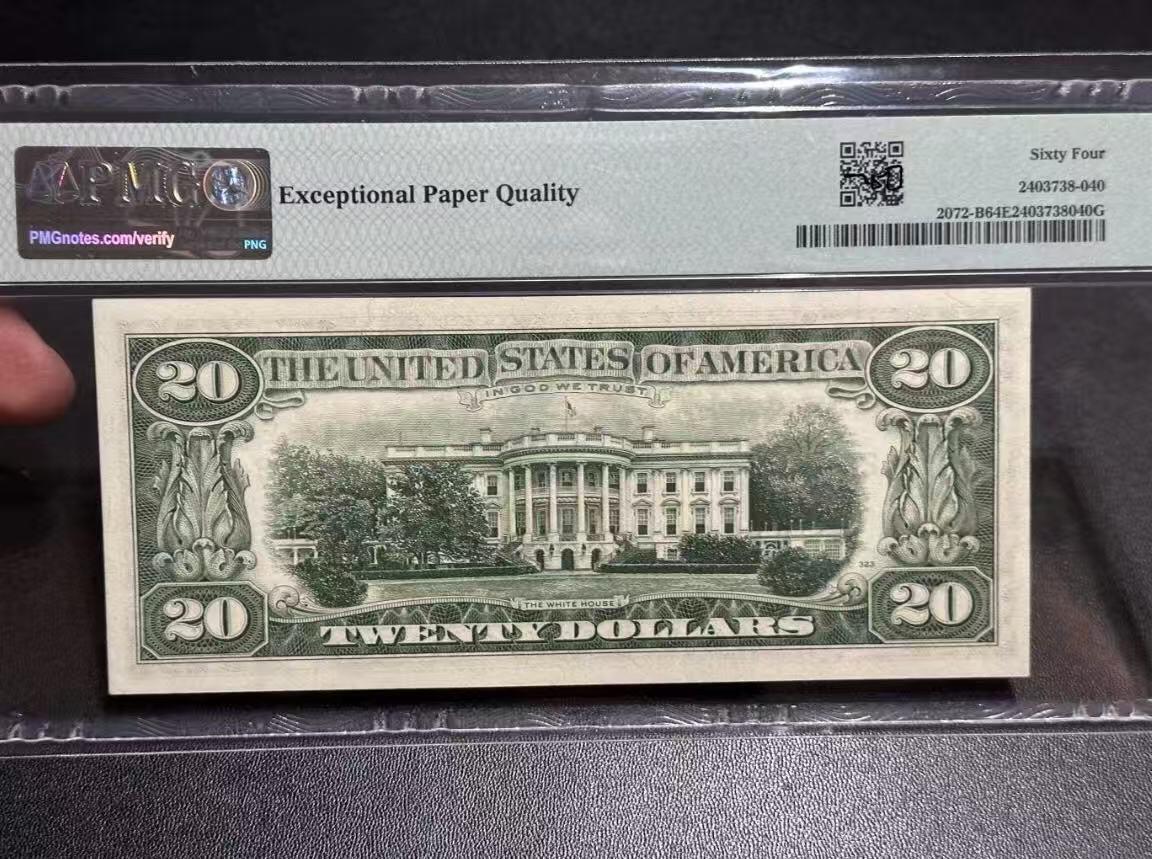 PMG
PMGnotes.com/verify
PNG
Exceptional Paper Quality
Sixty Four
2403738-040
2072-B64E2403738040G
20 THE UNITED STATES OF AMERICA 20
IN GOD WE TRUST
323
THE WHITE HOUSE
20 TWENTY DOLLARS 20